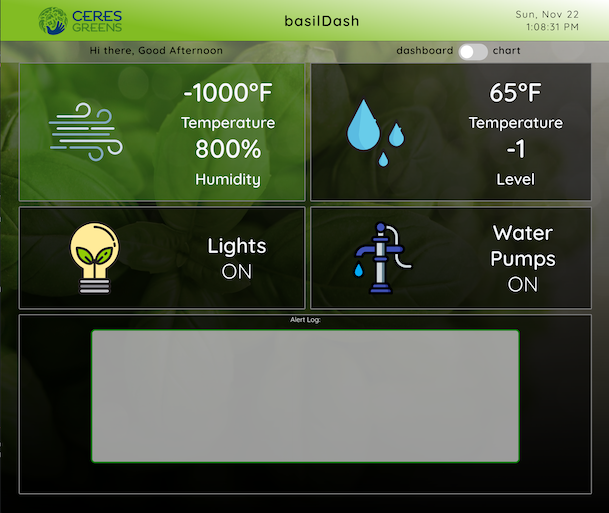 CERES
GREENS
basilDash
Sun, Nov 22
1:08:31 PM
Hi there, Good Afternoon
dashboard
chart
-1000°F
Temperature
800%
Humidity
65°F
Temperature
-1
Level
Lights
ON
Water
Pumps
ON
Alert Log: